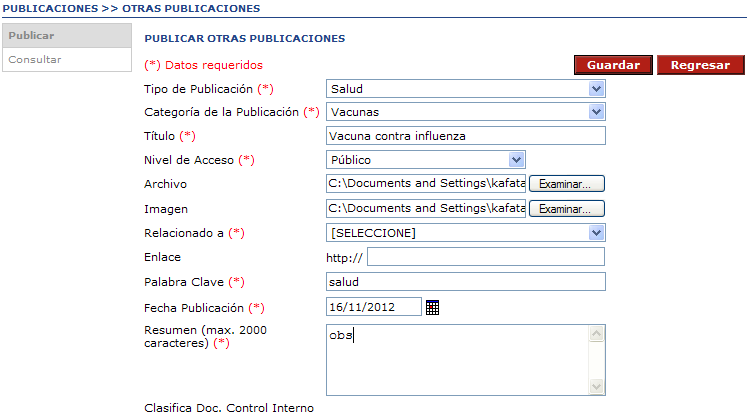 PUBLICACIONES >> OTRAS PUBLICACIONES
Publicar
Consultar
PUBLICAR OTRAS PUBLICACIONES
(*) Datos requeridos
Guardar
Regresar
Tipo de Publicación (*) Salud
Categoría de la Publicación (*) Vacunas
Título (*) Vacuna contra influenza
Nivel de Acceso (*) Público
Archivo C:\Documents and Settings\kafata Examinar...
Imagen C:\Documents and Settings\kafata Examinar...
Relacionado a (*) [SELECCIONE]
Enlace http://
Palabra Clave (*) salud
Fecha Publicación (*) 16/11/2012
Resumen (max. 2000
caracteres) (*) obs
Clasifica Doc. Control Interno